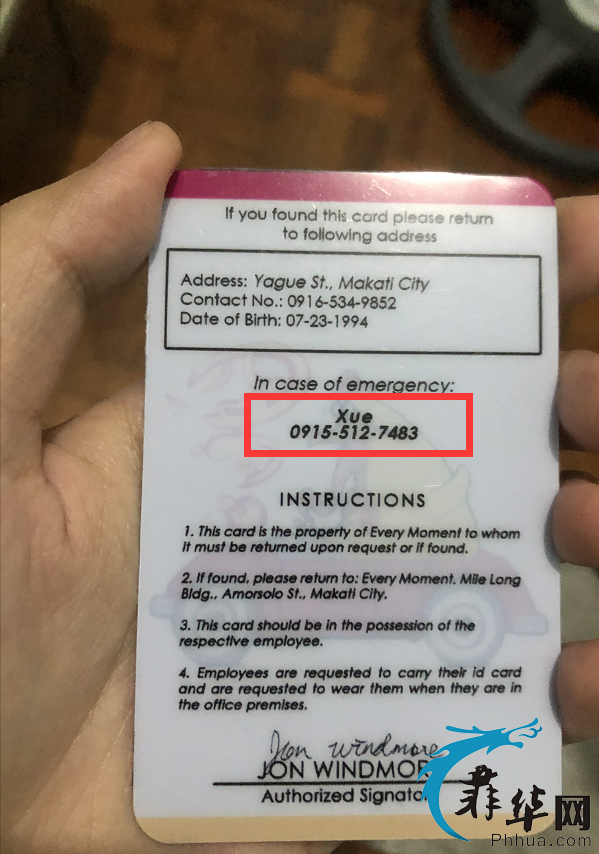 If you found this card please return
to following address
Address: Yague St., Makati City
Contact No.: 0916-534-9852
Date of Birth: 07-23-1994
In case of emergency:
Xue
0915-512-7483
INSTRUCTIONS
1. This card is the property of Every Moment to whom
it must be returned upon request or if found.
2. If found, please return to: Every Moment. Mile Long
Bldg., Amorsolo St., Makati City.
3. This card should be in the possession of the
respective employee.
4. Employees are requested to carry their id card
and are requested to wear them when they are in
the office premises.
Jon windmore
JON WINDMOR
Authorized Signator
菲华网
Phhua.com